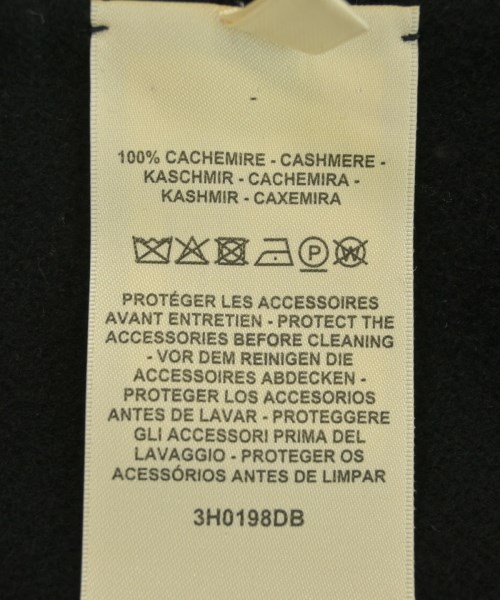 100% CACHEMIRE - CASHMERE -
KASCHMIR - CACHEMIRA -
KASHMIR - CAXEMIRA
P W
PROTÉGER LES ACCESSOIRES
AVANT ENTRETIEN - PROTECT THE
ACCESSORIES BEFORE CLEANING
- VOR DEM REINIGEN DIE
ACCESSOIRES ABDECKEN -
PROTEGER LOS ACCESORIOS
ANTES DE LAVAR - PROTEGGERE
GLI ACCESSORI PRIMA DEL
LAVAGGIO - PROTEGER OS
ACESSÓRIOS ANTES DE LIMPAR
3H0198DB